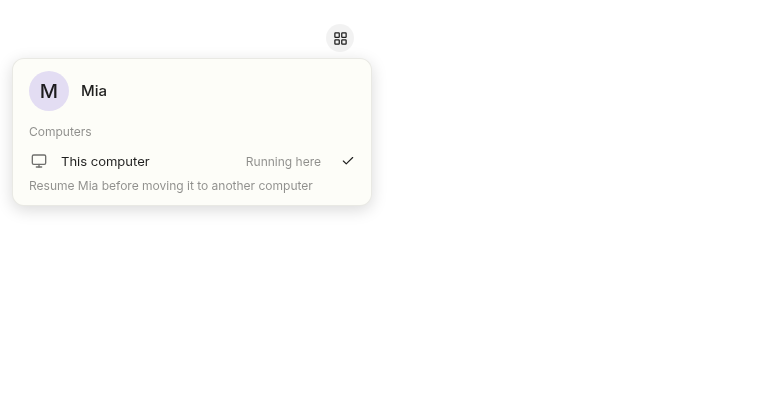 M
Mia
Computers
This computer
Running here
Resume Mia before moving it to another computer